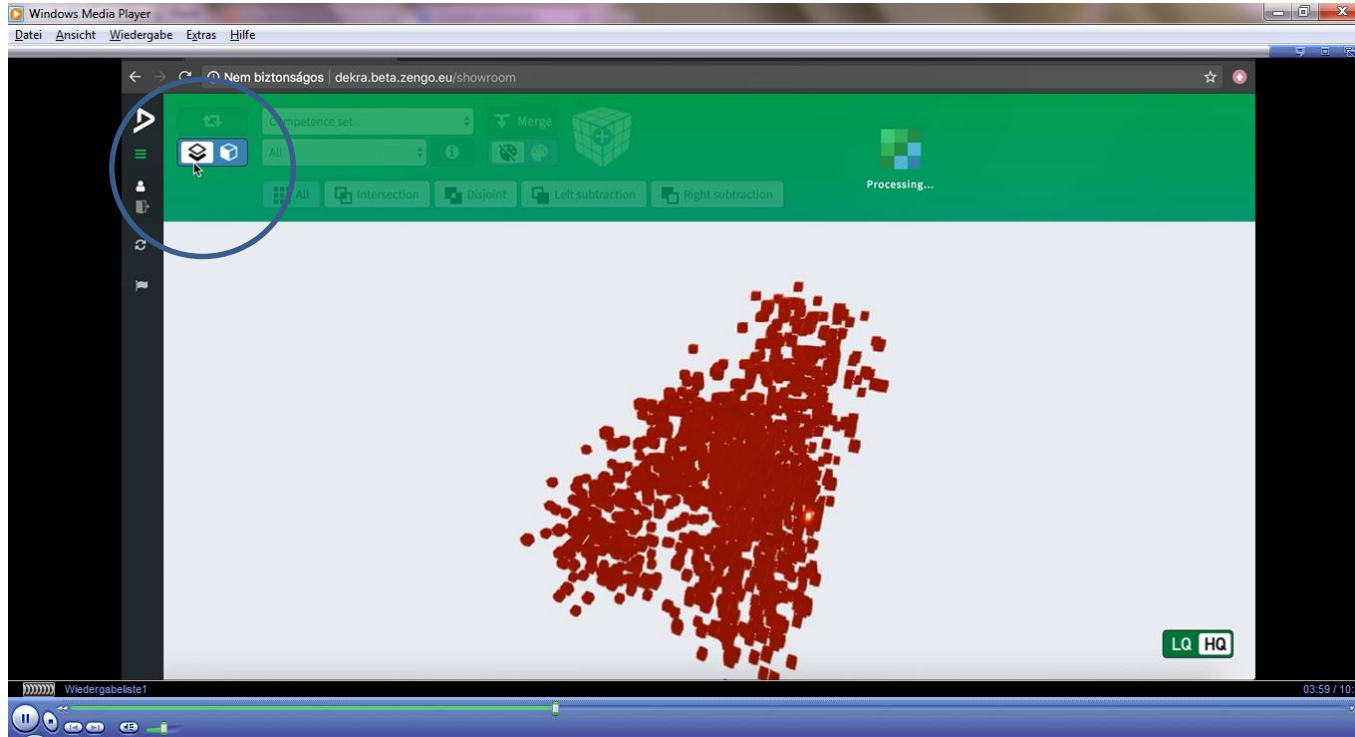 Windows Media Player
Datei Ansicht Wiedergabe Extras Hilfe
Nem biztonságos | dekra.beta.zengo.eu/showroom
Competence set
Merge
All
All
Intersection
Disjoint
Left subtraction
Right subtraction
Processing...
LQ HQ
Wiedergabeliste1
03:59 / 10: